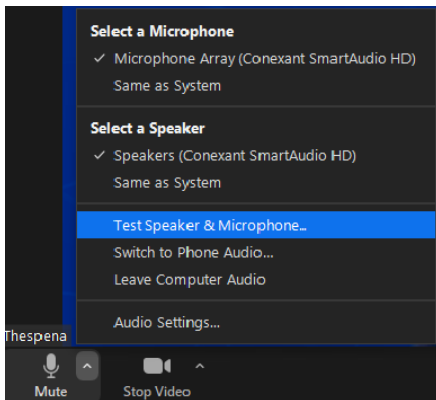 Select a Microphone
✓ Microphone Array (Conexant SmartAudio HD)
Same as System
Select a Speaker
✓ Speakers (Conexant SmartAudio HD)
Same as System
Test Speaker & Microphone...
Switch to Phone Audio...
Leave Computer Audio
Audio Settings...
Thespena
Mute
Stop Video